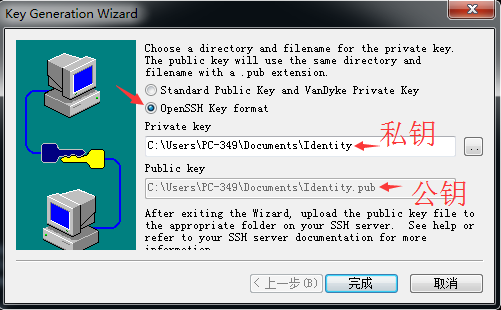 Key Generation Wizard
Choose a directory and filename for the private key.
The public key will use the same directory and
filename with a .pub extension.
Standard Public Key and VanDyke Private Key
OpenSSH Key format
Private key
C:\Users\PC-349\Documents\Identity
私钥
..
Public key
C:\Users\PC-349\Documents\Identity.pub
公钥
After exiting the Wizard, upload the public key file to
the appropriate folder on your SSH server. See help or
refer to your SSH server documentation for more
information.
< 上一步(B)
完成
取消